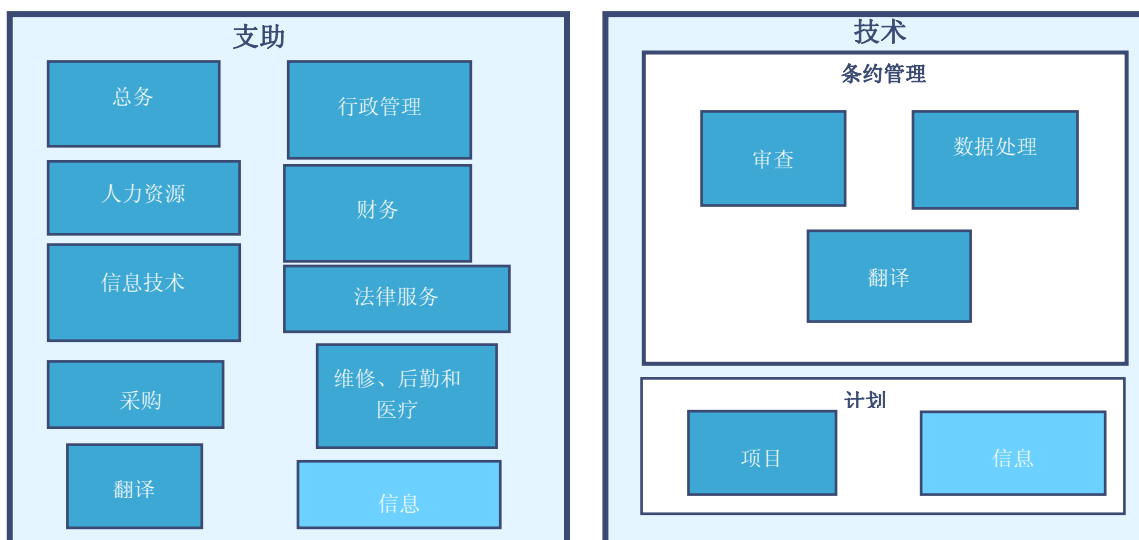 支助
总务
行政管理
人力资源
财务
信息技术
法律服务
采购
维修、后勤和
医疗
翻译
信息
技术
条约管理
审查
数据处理
翻译
计划
项目
信息